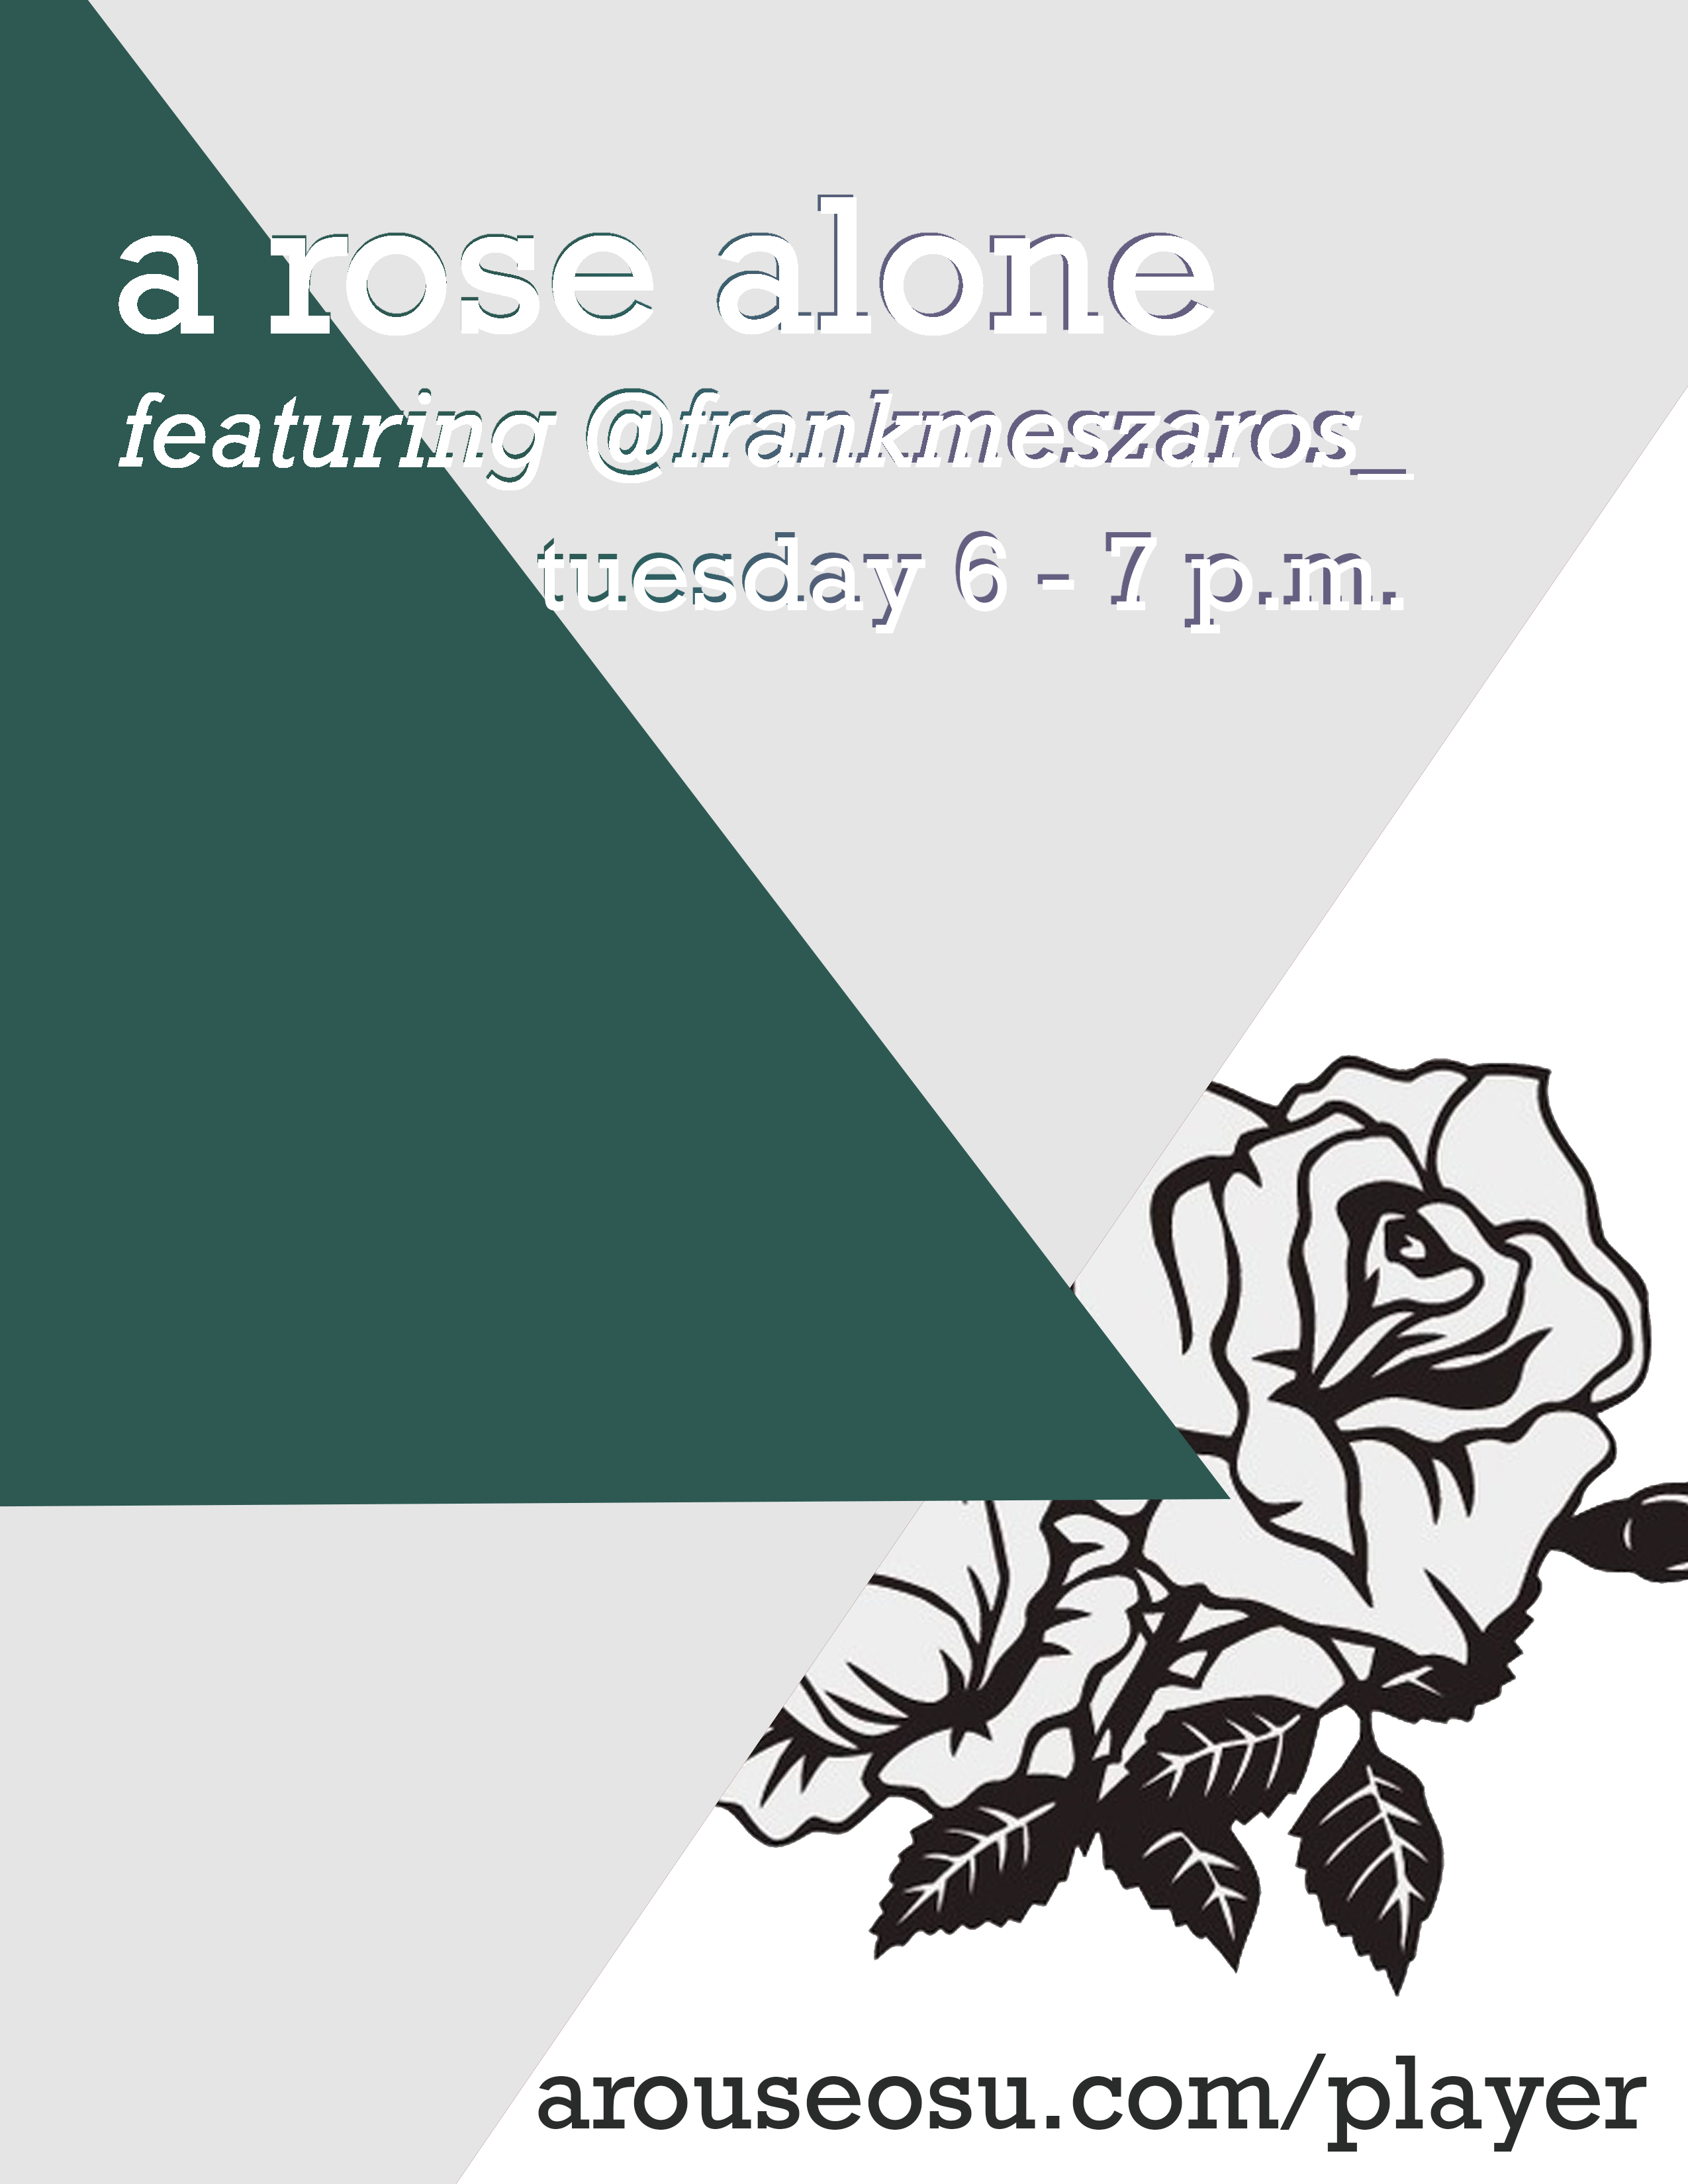 a rose alone
featuring @frankmeszaros_
tuesday 6 - 7 p.m.
arouseosu.com/player